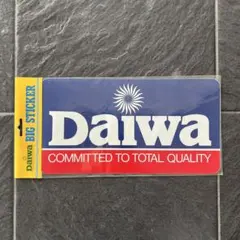 Daiwa BIG STICKER
Daiwa
COMMITTED TO TOTAL QUALITY